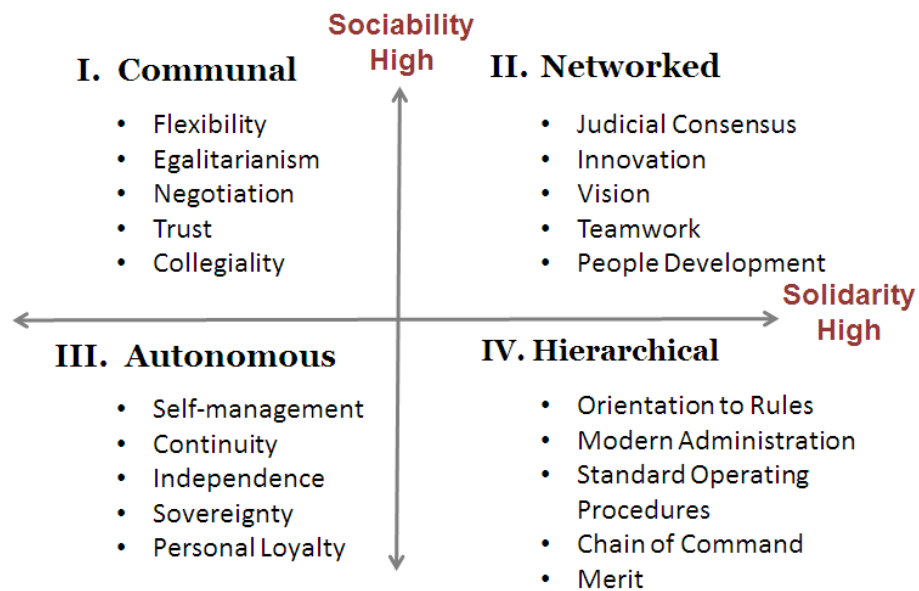 Sociability
High
I. Communal
• Flexibility
• Egalitarianism
• Negotiation
• Trust
• Collegiality
II. Networked
• Judicial Consensus
• Innovation
• Vision
• Teamwork
• People Development
Solidarity
High
III. Autonomous
• Self-management
• Continuity
• Independence
• Sovereignty
• Personal Loyalty
IV. Hierarchical
• Orientation to Rules
• Modern Administration
• Standard Operating
Procedures
• Chain of Command
• Merit